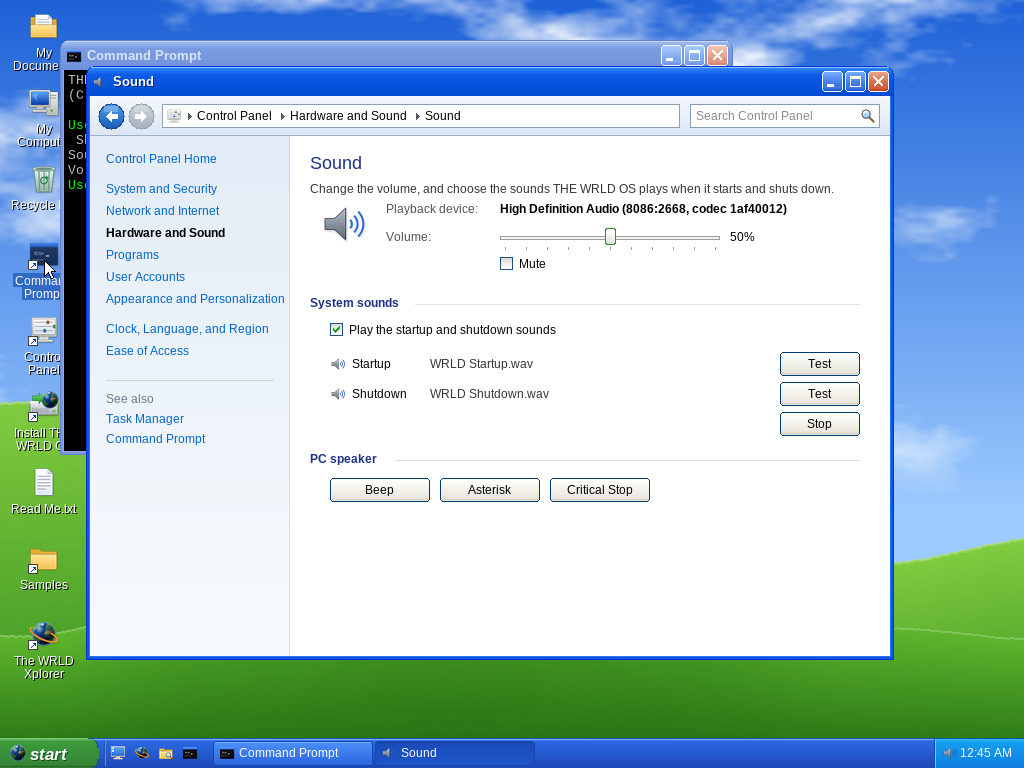 My
Docume
Command Prompt
Sound
TH
(C
My
Comput
Use
S
Sou
Vo
Use
Control Panel
Hardware and Sound
Sound
Search Control Panel
Recycle
Control Panel Home
System and Security
Network and Internet
Hardware and Sound
Programs
User Accounts
Appearance and Personalization
Clock, Language, and Region
Ease of Access
See also
Task Manager
Command Prompt
Sound
Change the volume, and choose the sounds THE WRLD OS plays when it starts and shuts down.
Playback device: High Definition Audio (8086:2668, codec 1af40012)
Volume: 50%
Mute
System sounds
Play the startup and shutdown sounds
Startup WRLD Startup.wav Test
Shutdown WRLD Shutdown.wav Test
Stop
PC speaker
Beep Asterisk Critical Stop
Comman
Promp
Contro
Panel
Install TH
WRLD O
Read Me.txt
Samples
The WRLD
Xplorer
start
Command Prompt
Sound
12:45 AM